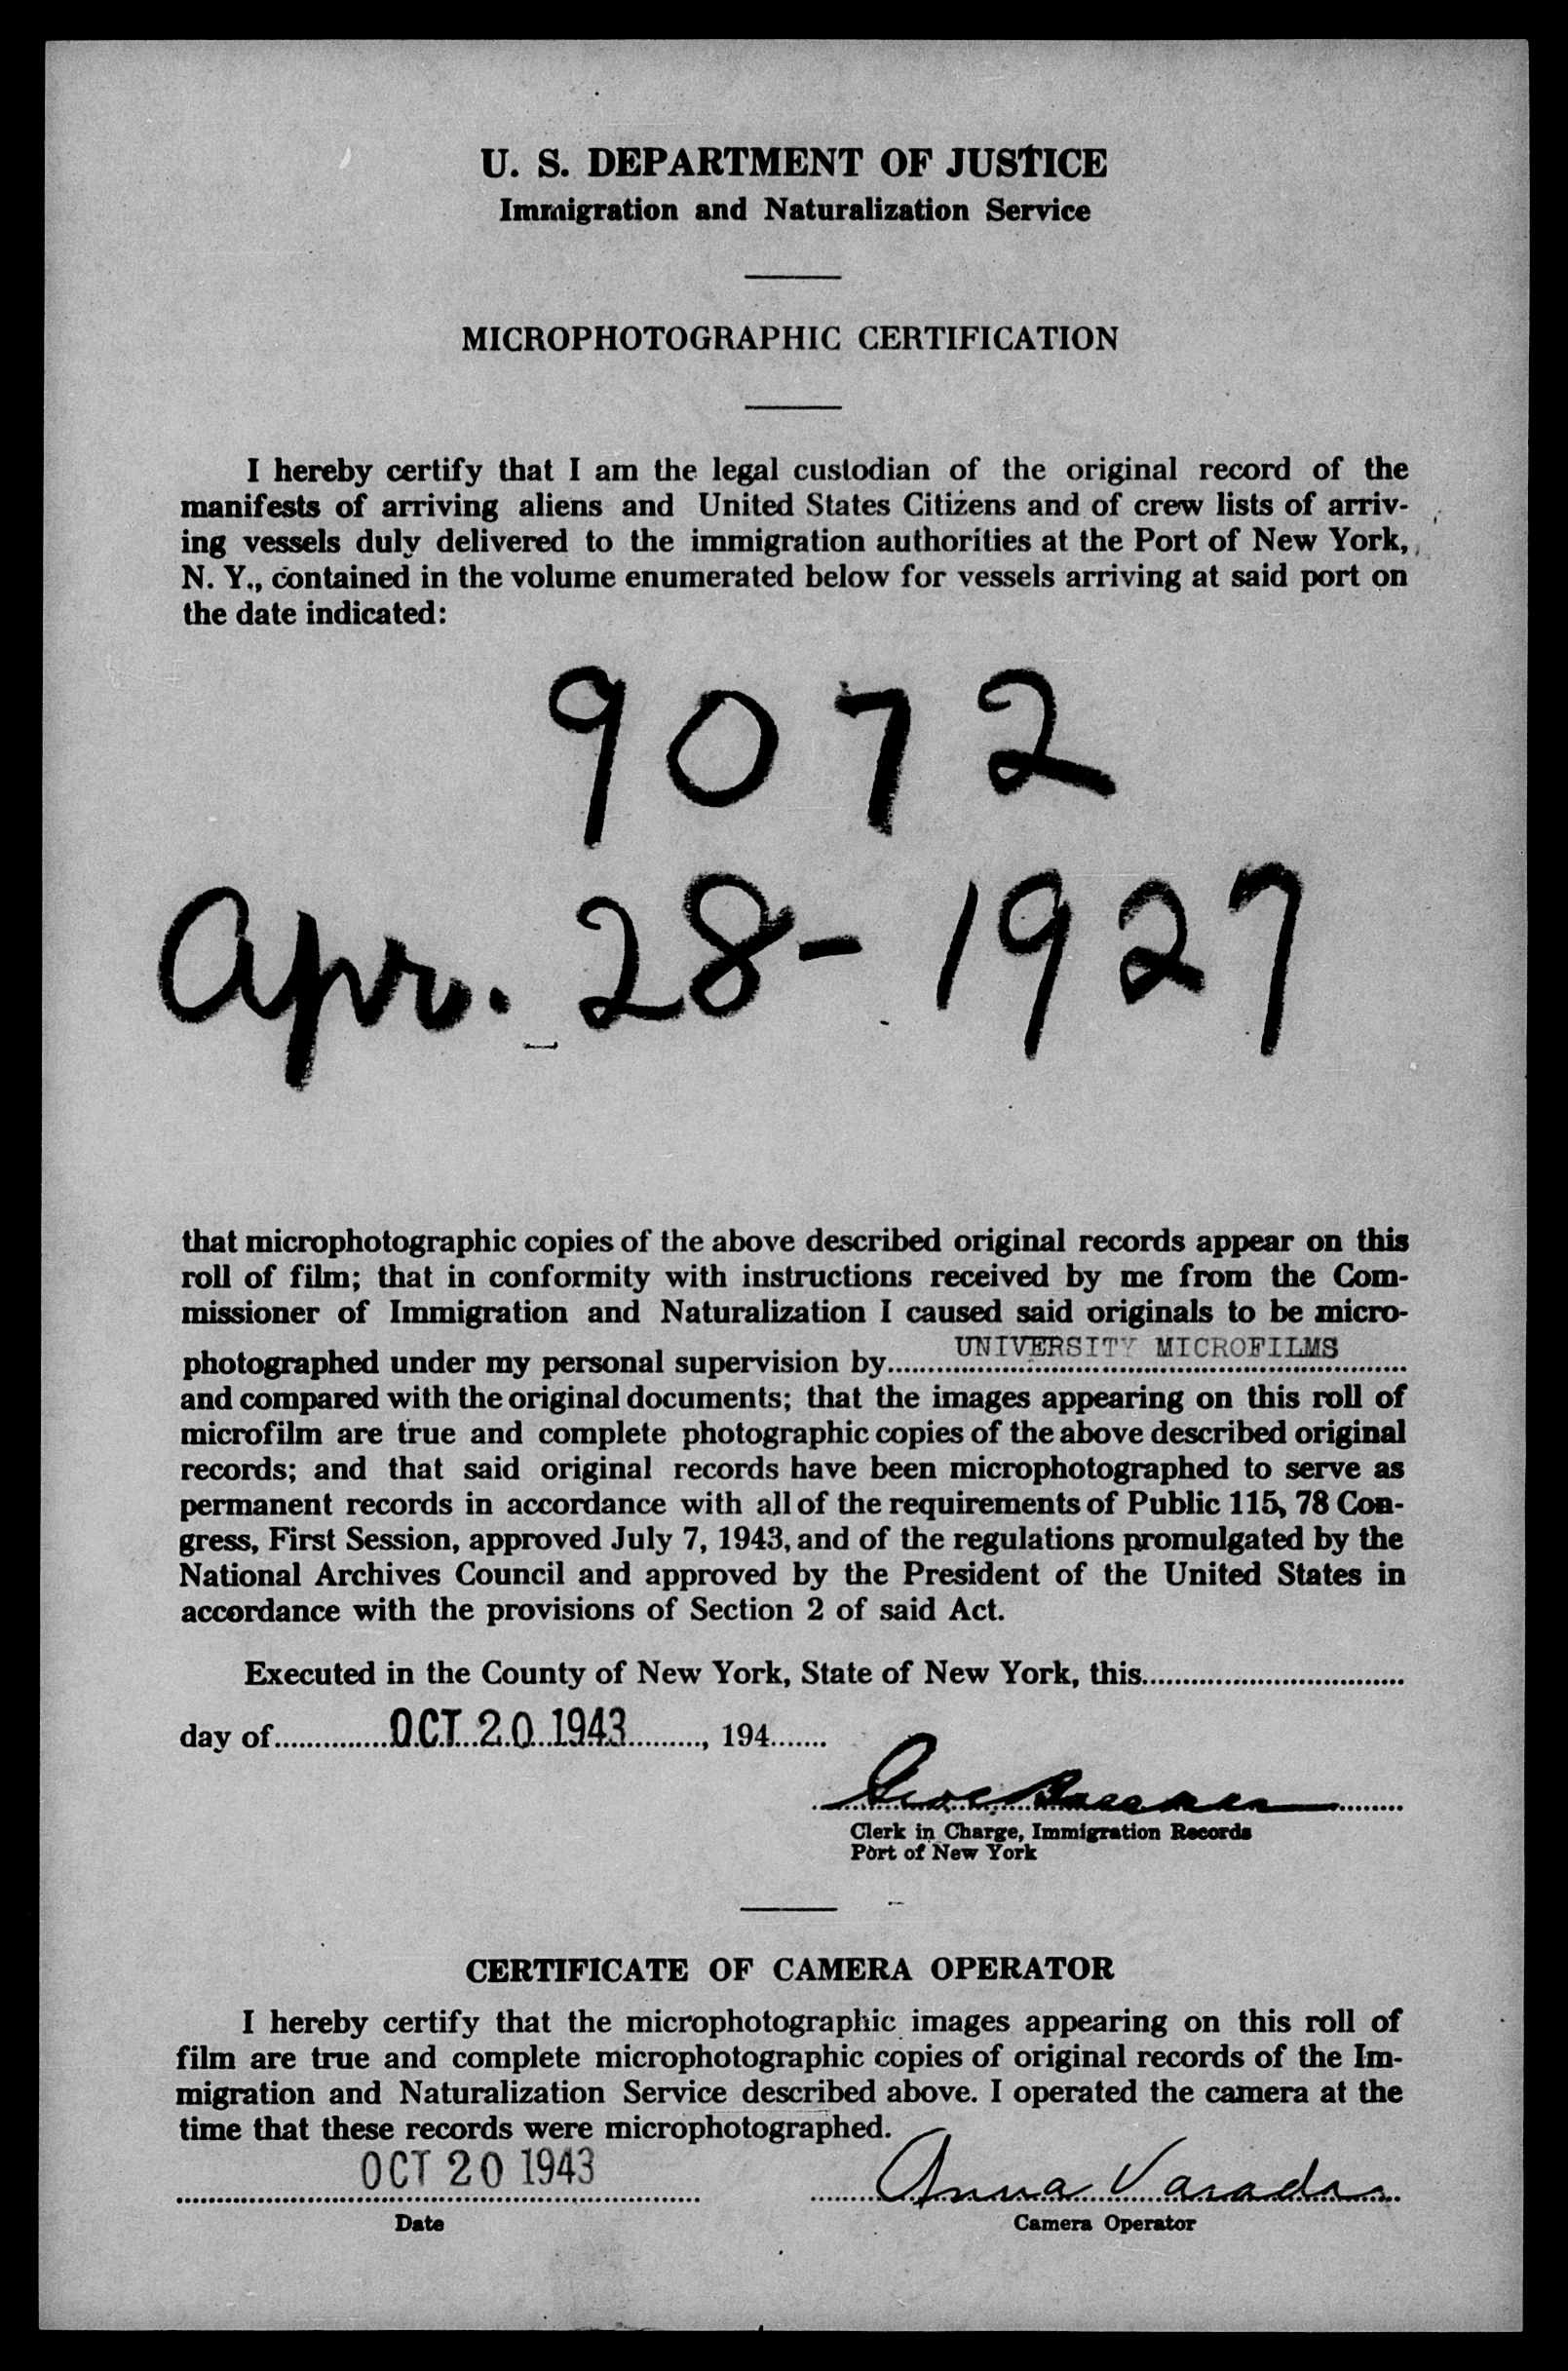 U. S. DEPARTMENT OF JUSTICE
Immigration and Naturalization Service
MICROPHOTOGRAPHIC CERTIFICATION
I hereby certify that I am the legal custodian of the original record of the
manifests of arriving aliens and United States Citizens and of crew lists of arriv-
ing vessels duly delivered to the immigration authorities at the Port of New York,
N. Y., contained in the volume enumerated below for vessels arriving at said port on
the date indicated:
9072
Apr. 28- 1927
that microphotographic copies of the above described original records appear on this
roll of film; that in conformity with instructions received by me from the Com-
missioner of Immigration and Naturalization I caused said originals to be micro-
photographed under my personal supervision by UNIVERSITY MICROFILMS
and compared with the original documents; that the images appearing on this roll of
microfilm are true and complete photographic copies of the above described original
records; and that said original records have been microphotographed to serve as
permanent records in accordance with all of the requirements of Public 115, 78 Con-
gress, First Session, approved July 7, 1943, and of the regulations promulgated by the
National Archives Council and approved by the President of the United States in
accordance with the provisions of Section 2 of said Act.
Executed in the County of New York, State of New York, this
day of OCT 20 1943, 194
Clerk in Charge, Immigration Records
Port of New York
CERTIFICATE OF CAMERA OPERATOR
I hereby certify that the microphotographic images appearing on this roll of
film are true and complete microphotographic copies of original records of the Im-
migration and Naturalization Service described above. I operated the camera at the
time that these records were microphotographed.
OCT 20 1943 Anna
Date Camera Operator